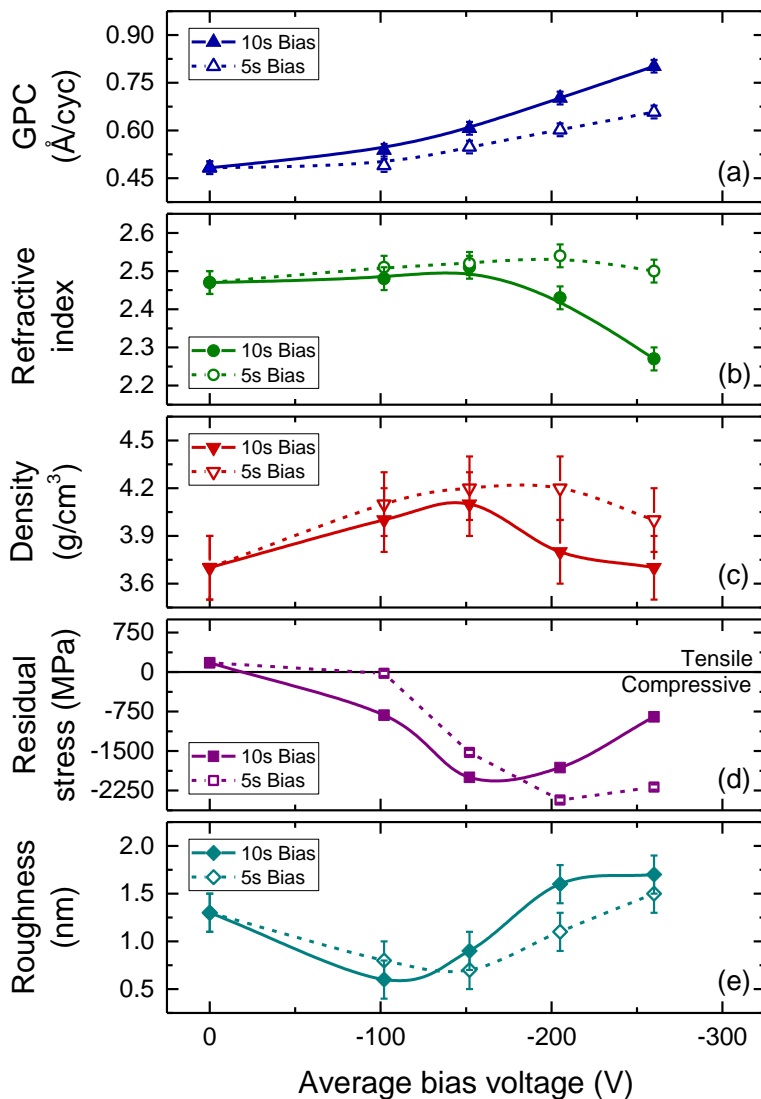 GPC
(Å/cyc)
0.90
0.75
0.60
0.45
10s Bias
5s Bias
(a)
Refractive
index
2.6
2.5
2.4
2.3
2.2
10s Bias
5s Bias
(b)
Density
(g/cm³)
4.5
4.2
3.9
3.6
10s Bias
5s Bias
(c)
Residual
stress (MPa)
750
0
-750
-1500
-2250
Tensile
Compressive
10s Bias
5s Bias
(d)
Roughness
(nm)
2.0
1.5
1.0
0.5
10s Bias
5s Bias
(e)
0 -100 -200 -300
Average bias voltage (V)